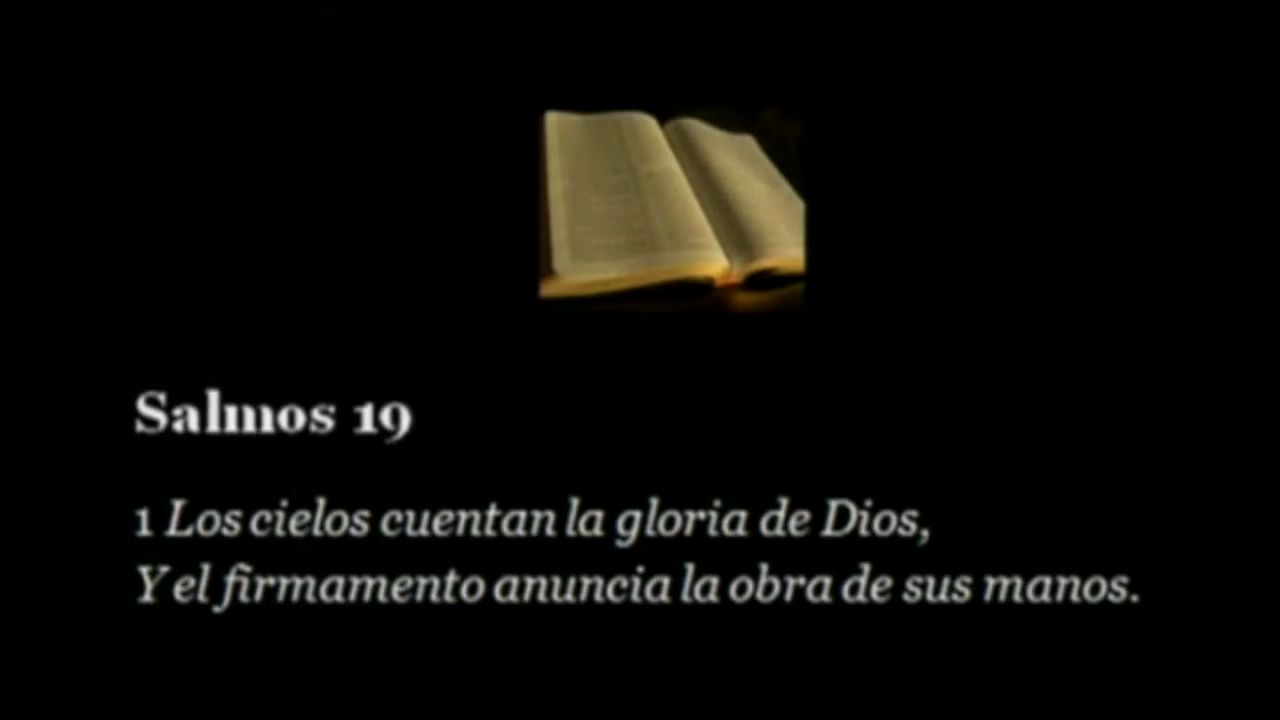 Salmos 19
1 Los cielos cuentan la gloria de Dios,
Y el firmamento anuncia la obra de sus manos.